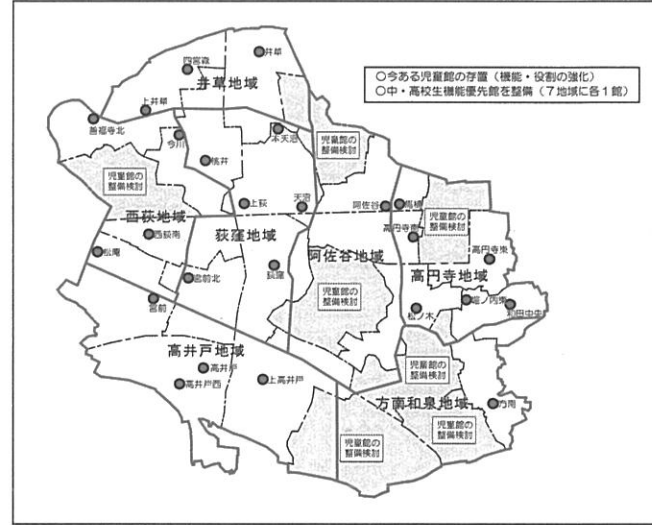 ○今ある児童館の存置（機能・役割の強化）
○中・高校生機能優先館を整備（７地域に各１館）
井草
四宮森
井草地域
上井草
善福寺北
今川
本天沼
桃井
児童館の
整備検討
児童館の
整備検討
上荻
天沼
阿佐谷
馬橋
児童館の
整備検討
西荻地域
西荻南
荻窪地域
高円寺南
阿佐谷地域
高円寺東
松庵
宮前北
荻窪
高円寺地域
児童館の
整備検討
宮前
松ノ木
堀ノ内東
和田中央
高井戸地域
高井戸
高井戸西
上高井戸
児童館の
整備検討
方南和泉地域
方南
児童館の
整備検討
児童館の
整備検討